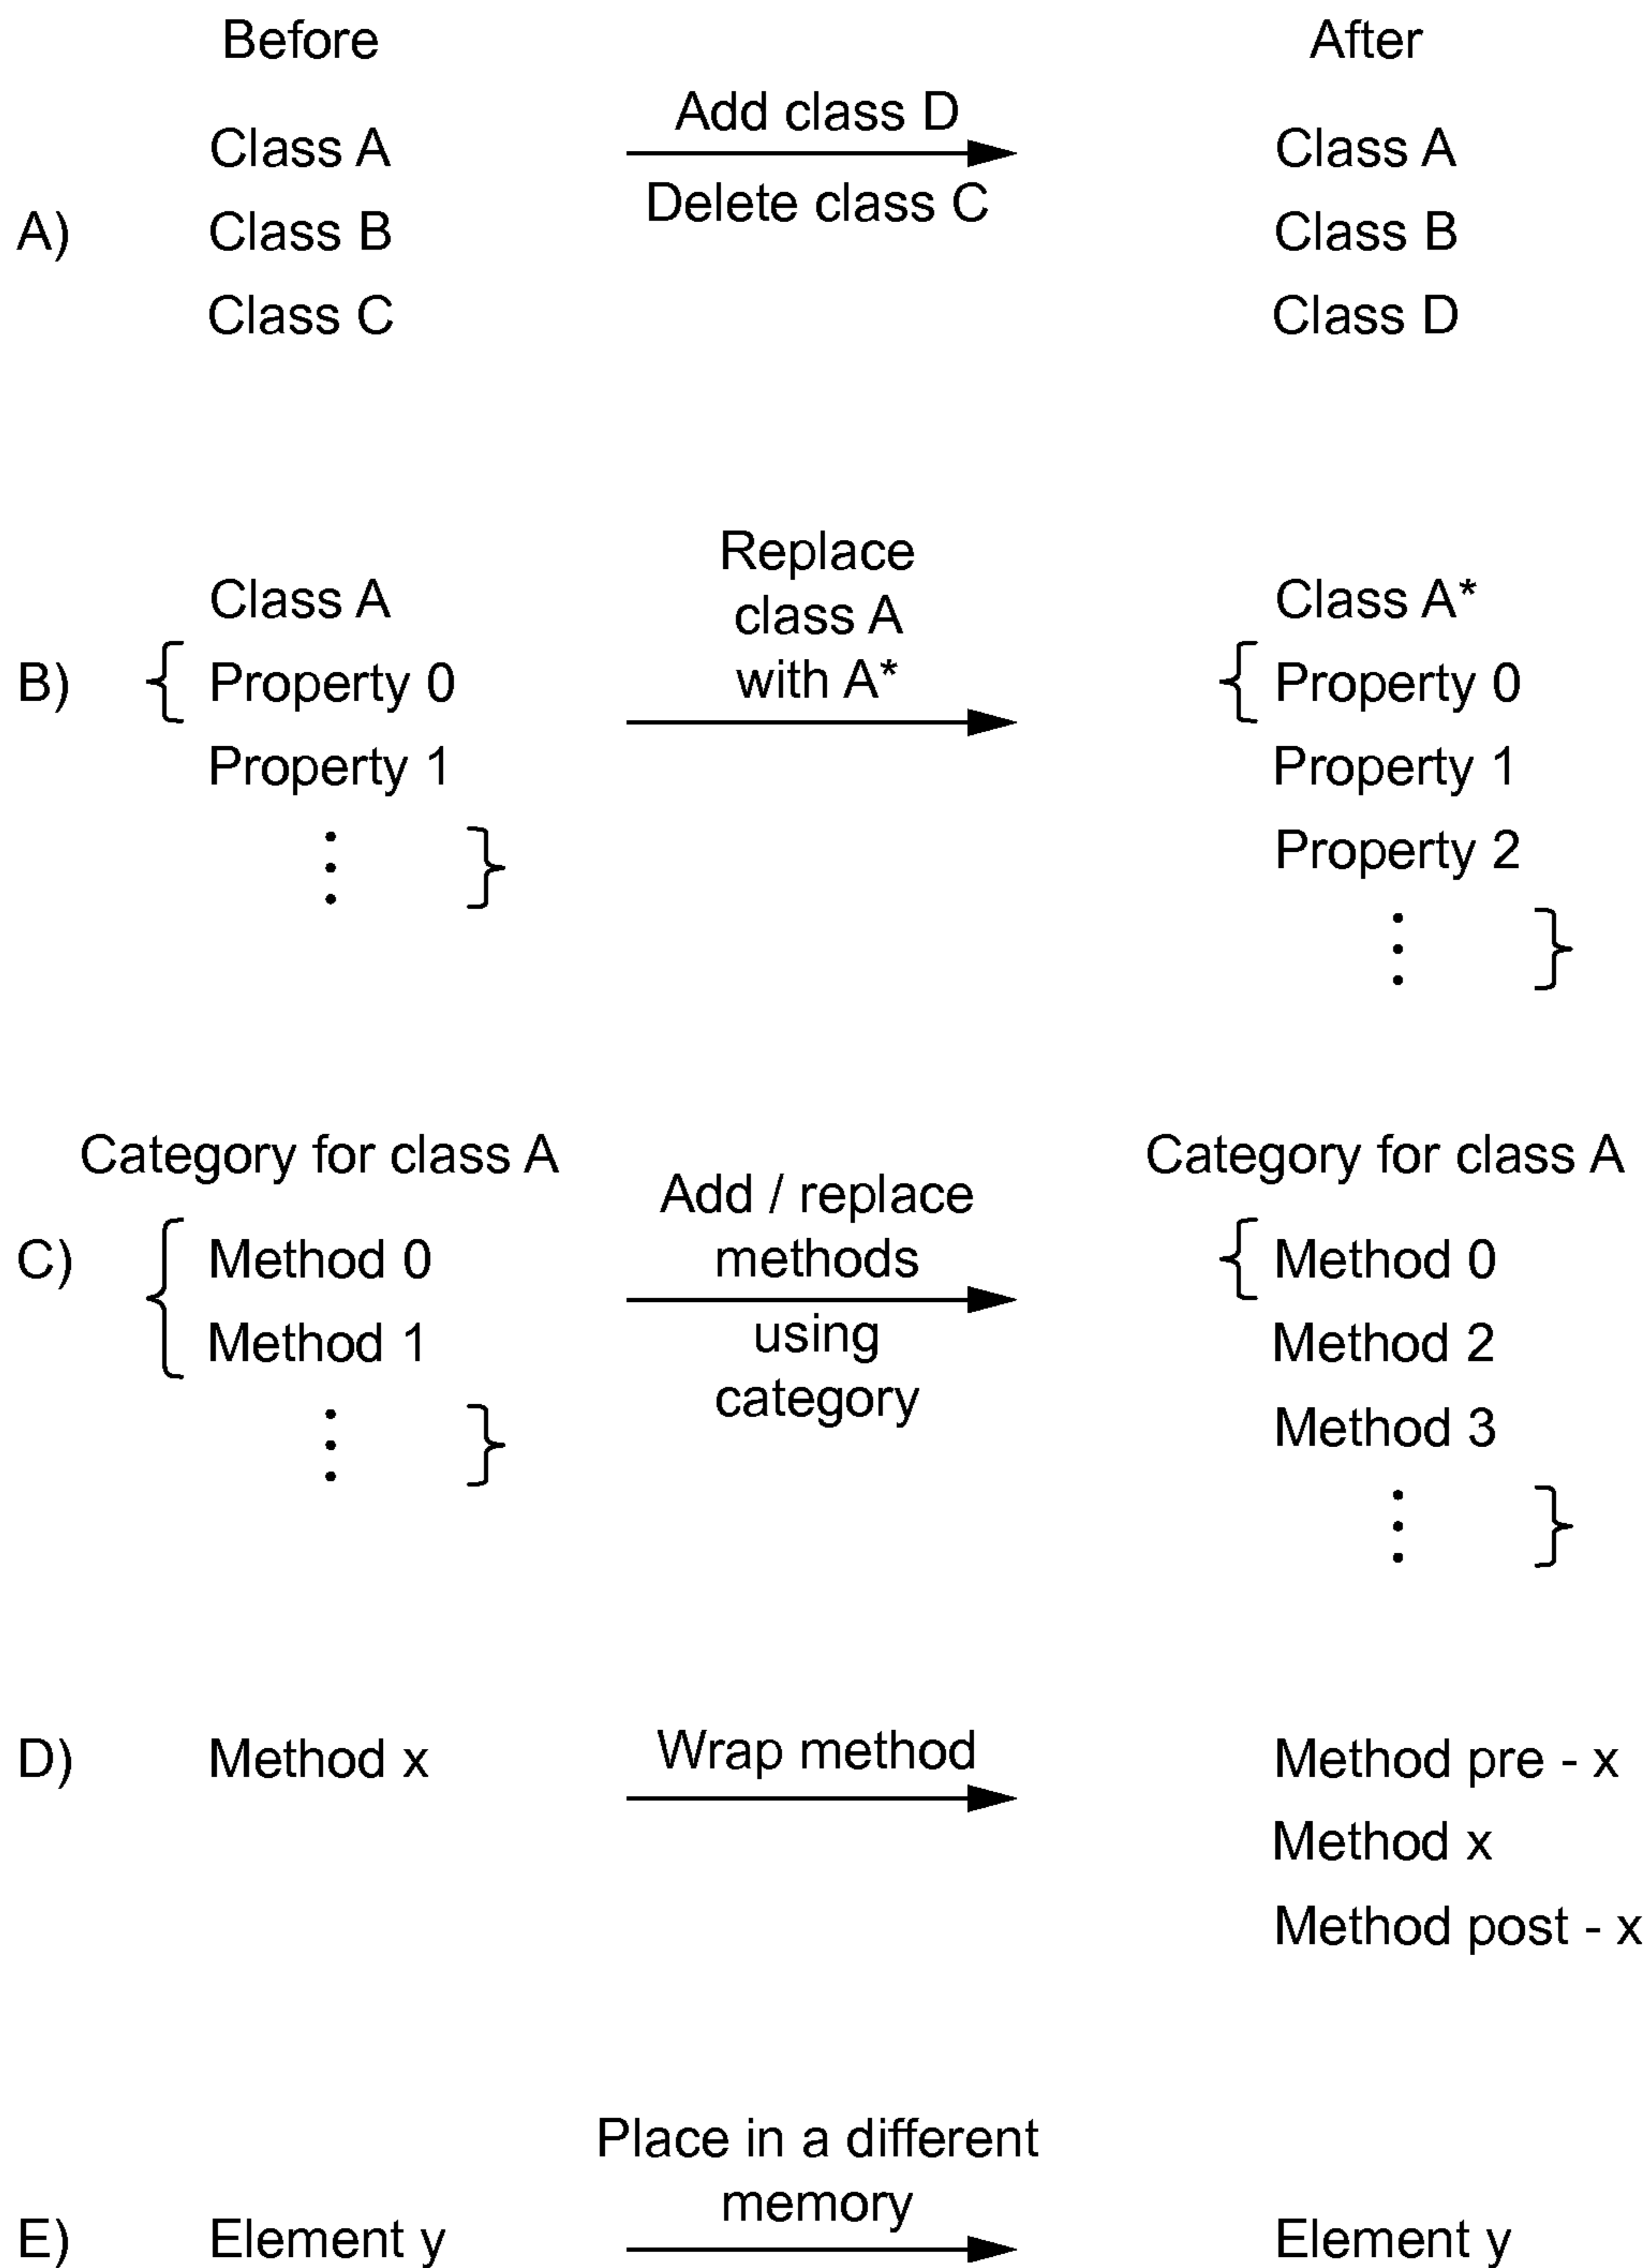 Before
After
Class A
Add class D
Class A
A)
Class B
Delete class C
Class B
Class C
Class D
Class A
Replace
class A
with A*
Class A*
B)
{ Property 0
{ Property 0
Property 1
Property 1
⋮ }
Property 2
⋮ }
Category for class A
Add / replace
methods
using
category
Category for class A
C)
{ Method 0
{ Method 0
Method 1
Method 2
⋮ }
Method 3
⋮ }
D)
Method x
Wrap method
Method pre - x
Method x
Method post - x
Place in a different
memory
E)
Element y
Element y